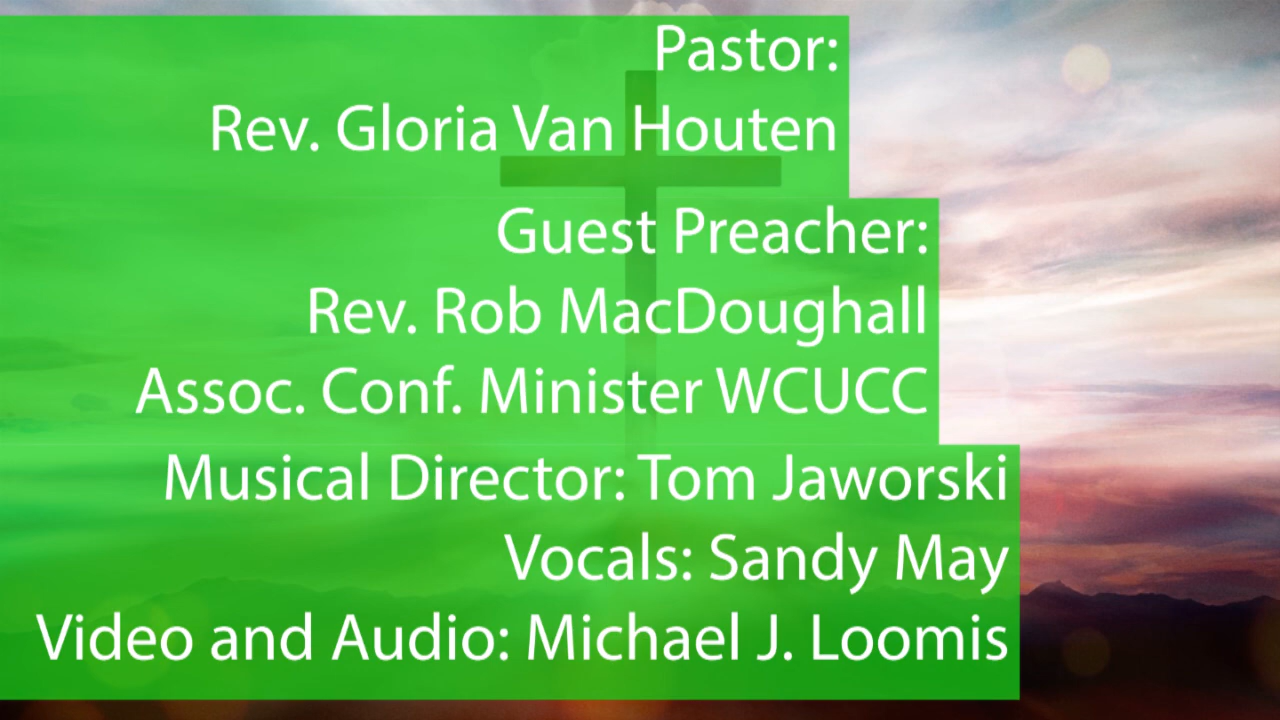 Pastor:
Rev. Gloria Van Houten
Guest Preacher:
Rev. Rob MacDoughall
Assoc. Conf. Minister WCUCC
Musical Director: Tom Jaworski
Vocals: Sandy May
Video and Audio: Michael J. Loomis